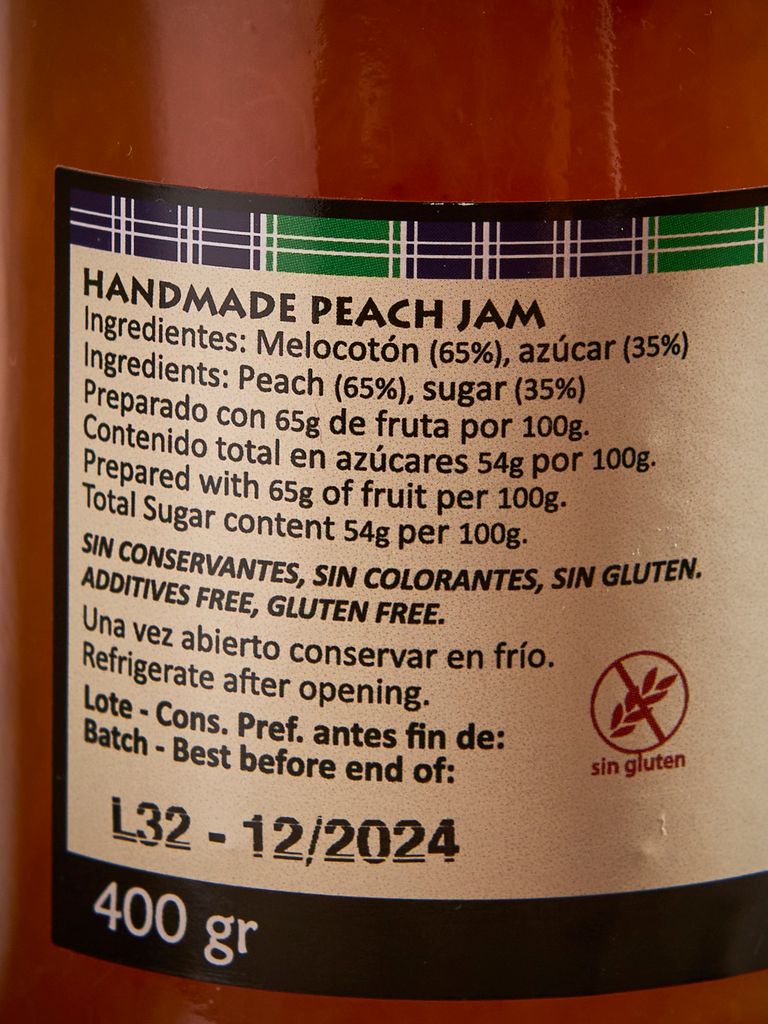 HANDMADE PEACH JAM
Ingredientes: Melocotón (65%), azúcar (35%)
Ingredients: Peach (65%), sugar (35%)
Preparado con 65g de fruta por 100g.
Contenido total en azúcares 54g por 100g.
Prepared with 65g of fruit per 100g.
Total Sugar content 54g per 100g.
SIN CONSERVANTES, SIN COLORANTES, SIN GLUTEN.
ADDITIVES FREE, GLUTEN FREE.
Una vez abierto conservar en frío.
Refrigerate after opening.
Lote - Cons. Pref. antes fin de:
Batch - Best before end of:
sin gluten
L32 - 12/2024
400 gr